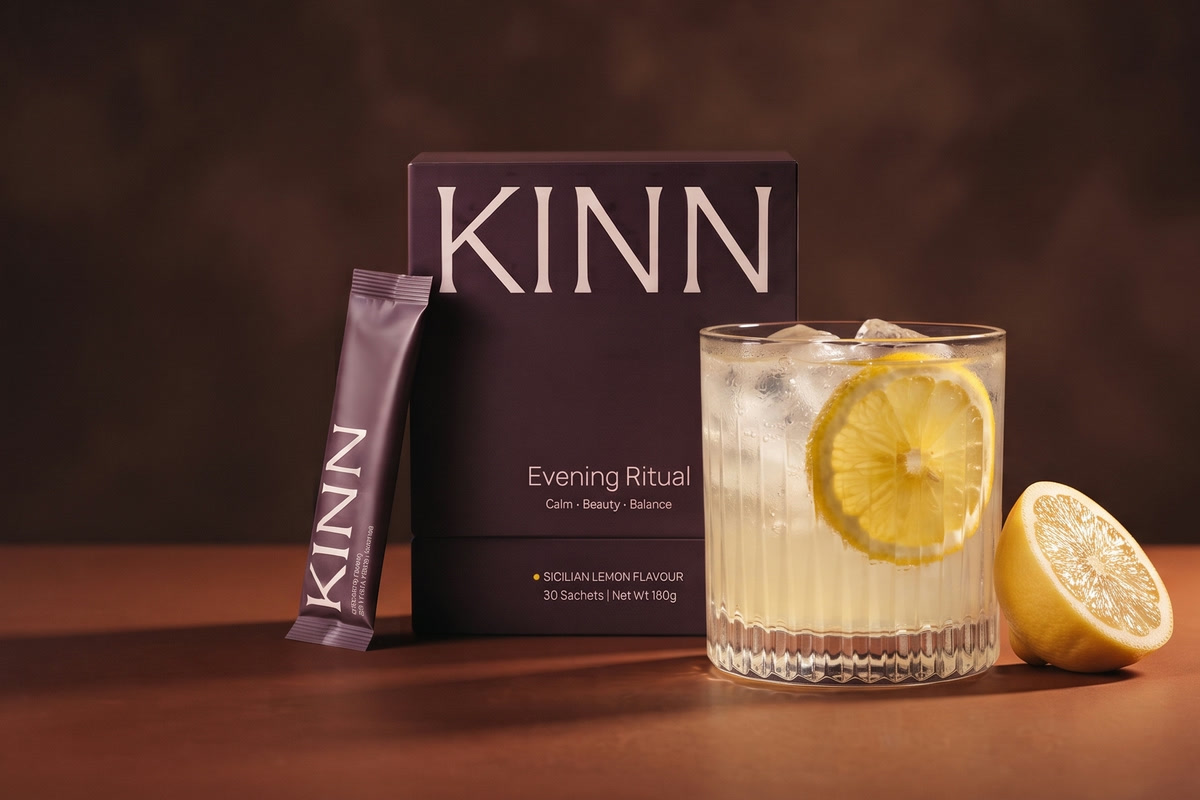 KINN
Evening Ritual
Calm · Beauty · Balance
SICILIAN LEMON FLAVOUR
30 Sachets | Net Wt 180g
KINN